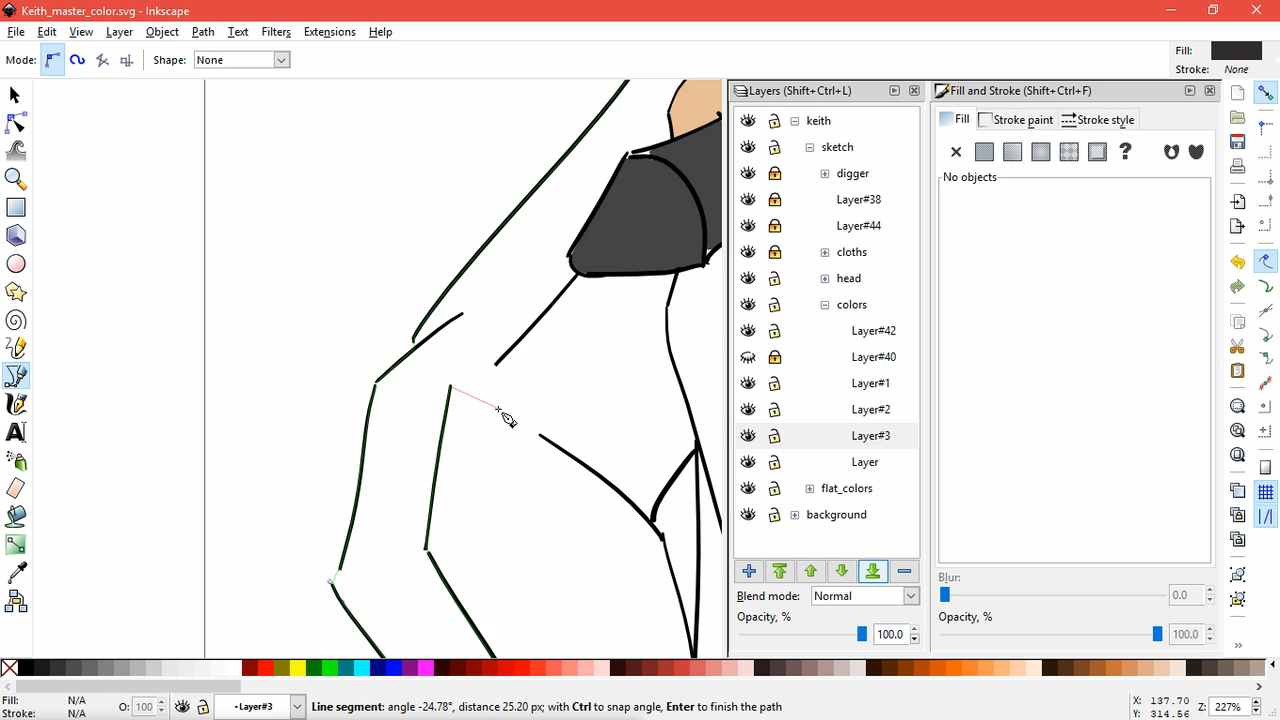 Keith_master_color.svg - Inkscape
File Edit View Layer Object Path Text Filters Extensions Help
Mode: Shape: None Fill:
Stroke: None
Layers (Shift+Ctrl+L) Fill and Stroke (Shift+Ctrl+F)
keith Fill Stroke paint Stroke style
sketch
digger No objects
Layer#38
Layer#44
cloths
head
colors
Layer#42
Layer#40
Layer#1
Layer#2
Layer#3
Layer
flat_colors
background
Blur:
0.0
Blend mode: Normal
Opacity, % Opacity, %
100.0 100.0
Fill: N/A O: 100 Layer#3 Line segment: angle -24.78°, distance 25.20 px; with Ctrl to snap angle, Enter to finish the path X: 137.70 Z: 227%
Stroke: N/A Y: 314.56